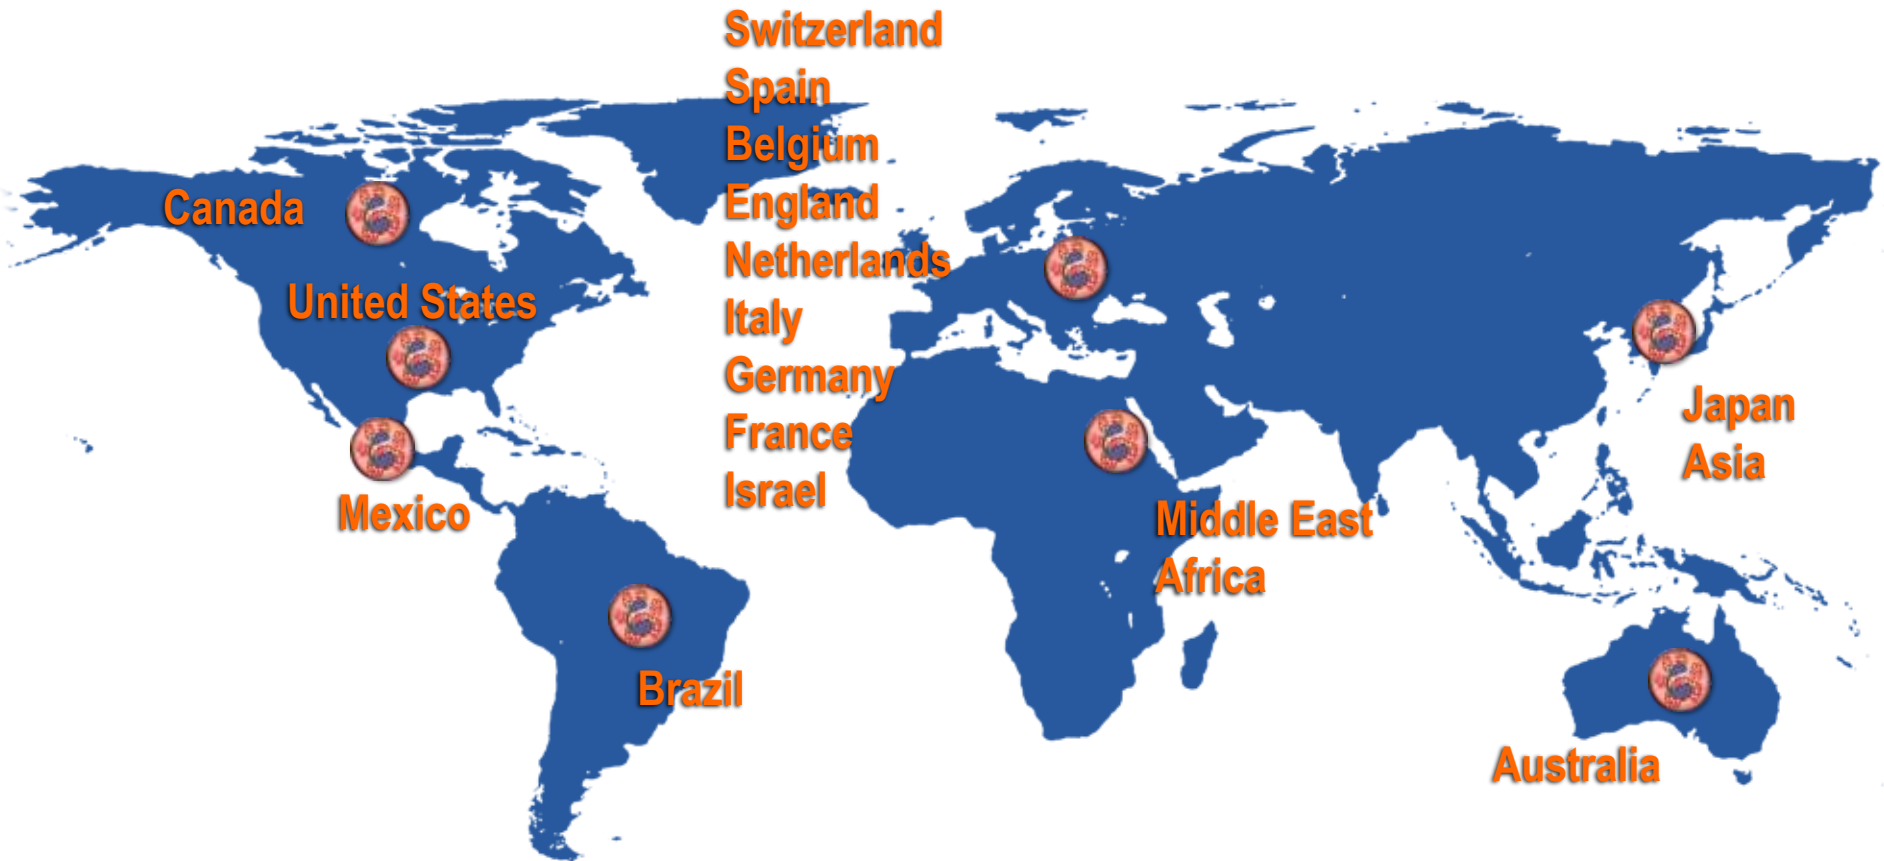 Switzerland
Spain
Belgium
England
Netherlands
Italy
Germany
France
Israel
Canada
United States
Mexico
Brazil
Middle East
Africa
Japan
Asia
Australia